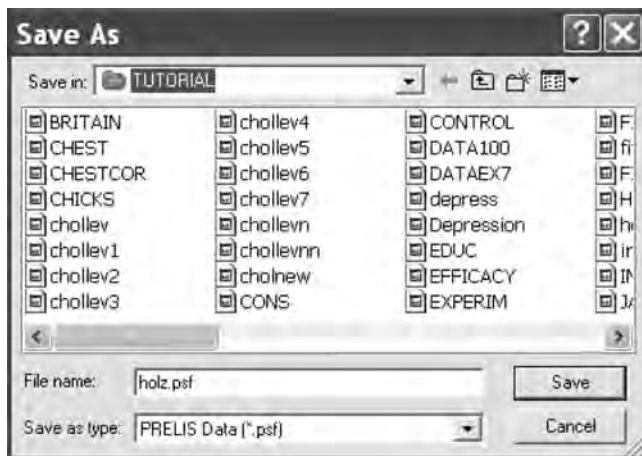 Save As
Save in: TUTORIAL
BRITAIN chollev4 CONTROL
CHEST chollev5 DATA100
CHESTCOR chollev6 DATAEX7
CHICKS chollev7 depress
chollev chollevn Depression
chollev1 chollevnn EDUC
chollev2 cholnew EFFICACY
chollev3 CONS EXPERIM
File name: holz.psf Save
Save as type: PRELIS Data (*.psf) Cancel